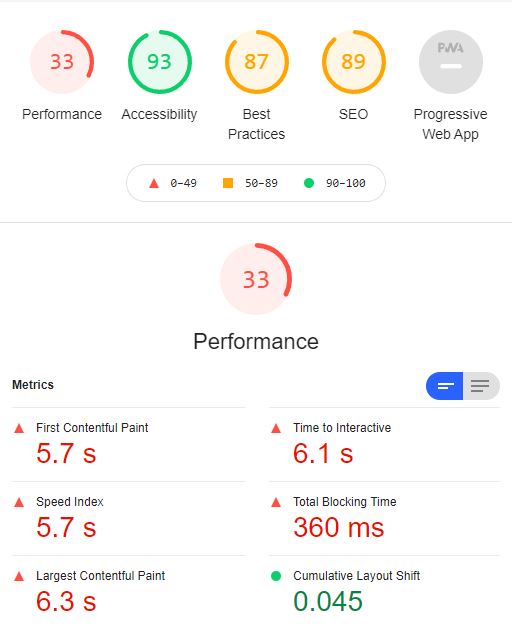 33 93 87 89 PWA
Performance Accessibility Best Practices SEO Progressive Web App
0–49 50–89 90–100
33
Performance
Metrics
First Contentful Paint Time to Interactive
5.7 s 6.1 s
Speed Index Total Blocking Time
5.7 s 360 ms
Largest Contentful Paint Cumulative Layout Shift
6.3 s 0.045